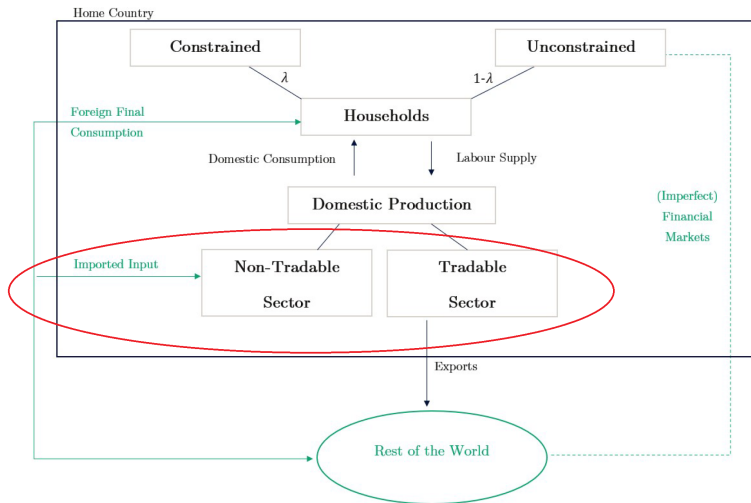 Home Country
Constrained
Unconstrained
λ
1-λ
Foreign Final
Consumption
Households
Domestic Consumption
Labour Supply
(Imperfect)
Financial
Markets
Domestic Production
Imported Input
Non-Tradable
Sector
Tradable
Sector
Exports
Rest of the World